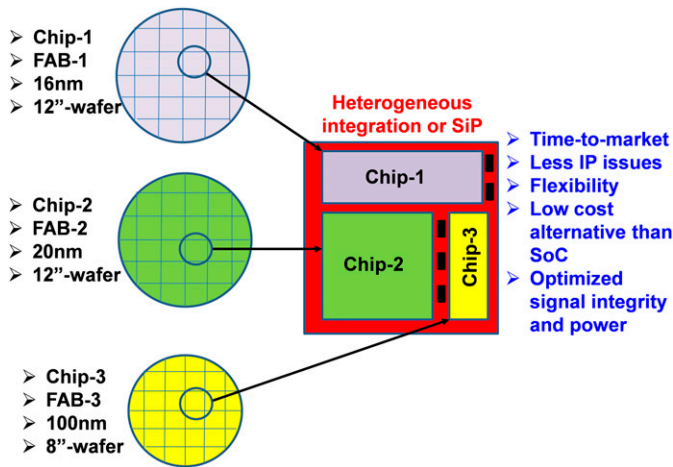 ➢ Chip-1
➢ FAB-1
➢ 16nm
➢ 12”-wafer
➢ Chip-2
➢ FAB-2
➢ 20nm
➢ 12”-wafer
➢ Chip-3
➢ FAB-3
➢ 100nm
➢ 8”-wafer
Heterogeneous
integration or SiP
Chip-1
Chip-2
Chip-3
➢ Time-to-market
➢ Less IP issues
➢ Flexibility
➢ Low cost
alternative than
SoC
➢ Optimized
signal integrity
and power